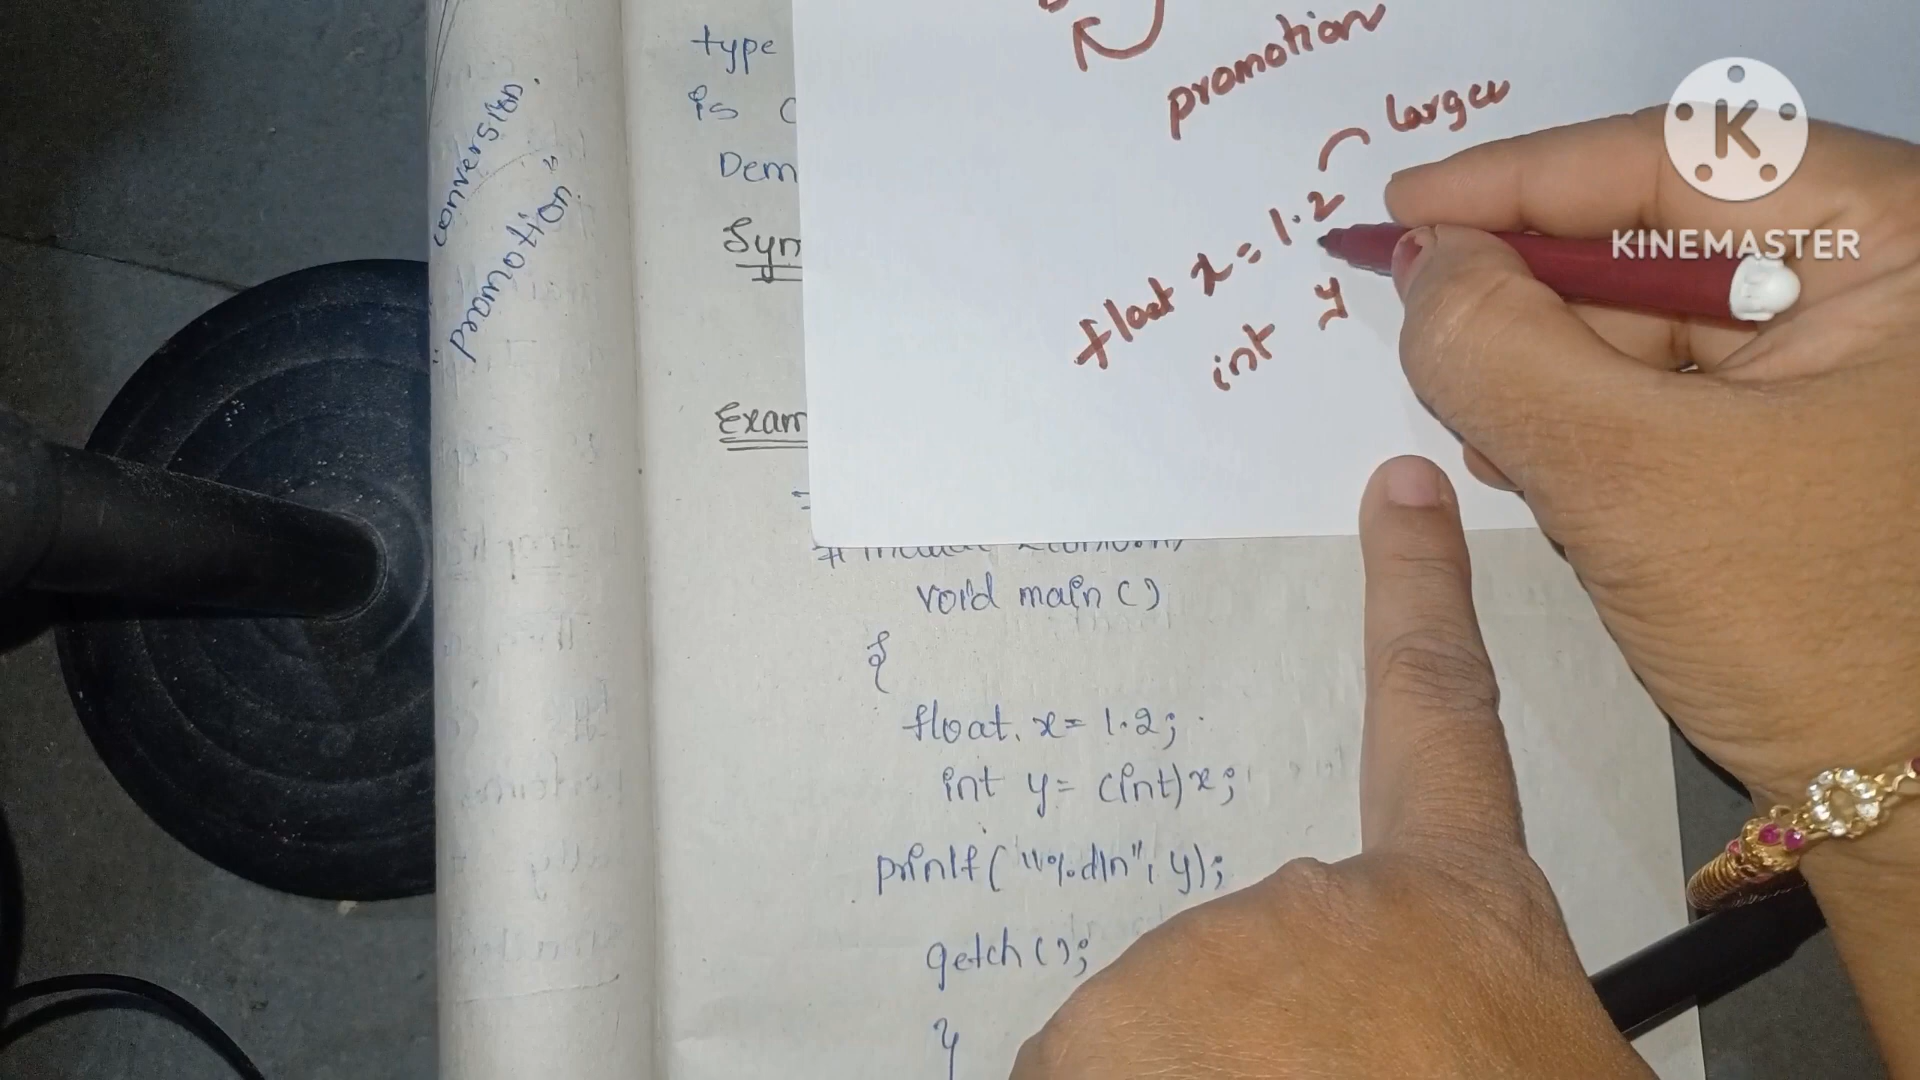 conversion.
"promotion"
type
is
Dem
Syn
Exam
promotion
larger
float x = 1.2
int y
void main()
{
float x = 1.2;
int y = (int)x;
printf("%d\n", y);
getch();
}
K
KINEMASTER